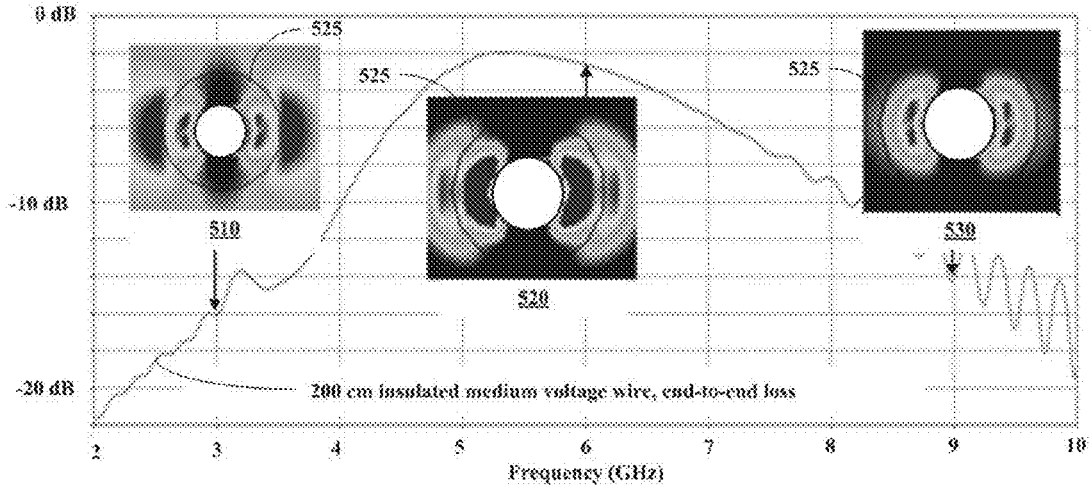 0 dB
525
525
525
-10 dB
510
530
520
-20 dB
200 cm insulated medium voltage wire, end-to-end loss
2 3 4 5 6 7 8 9 10
Frequency (GHz)